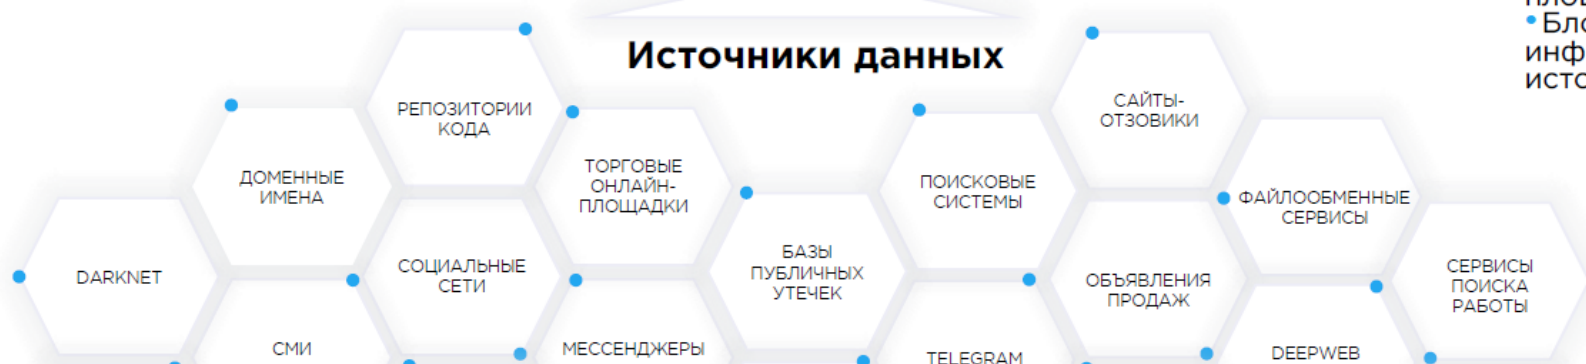 Источники данных
РЕПОЗИТОРИИ
КОДА
САЙТЫ-
ОТЗОВИКИ
ДОМЕННЫЕ
ИМЕНА
ТОРГОВЫЕ
ОНЛАЙН-
ПЛОЩАДКИ
ПОИСКОВЫЕ
СИСТЕМЫ
ФАЙЛООБМЕННЫЕ
СЕРВИСЫ
DARKNET
СОЦИАЛЬНЫЕ
СЕТИ
БАЗЫ
ПУБЛИЧНЫХ
УТЕЧЕК
ОБЪЯВЛЕНИЯ
ПРОДАЖ
СЕРВИСЫ
ПОИСКА
РАБОТЫ
СМИ
МЕССЕНДЖЕРЫ
TELEGRAM
DEEPWEB